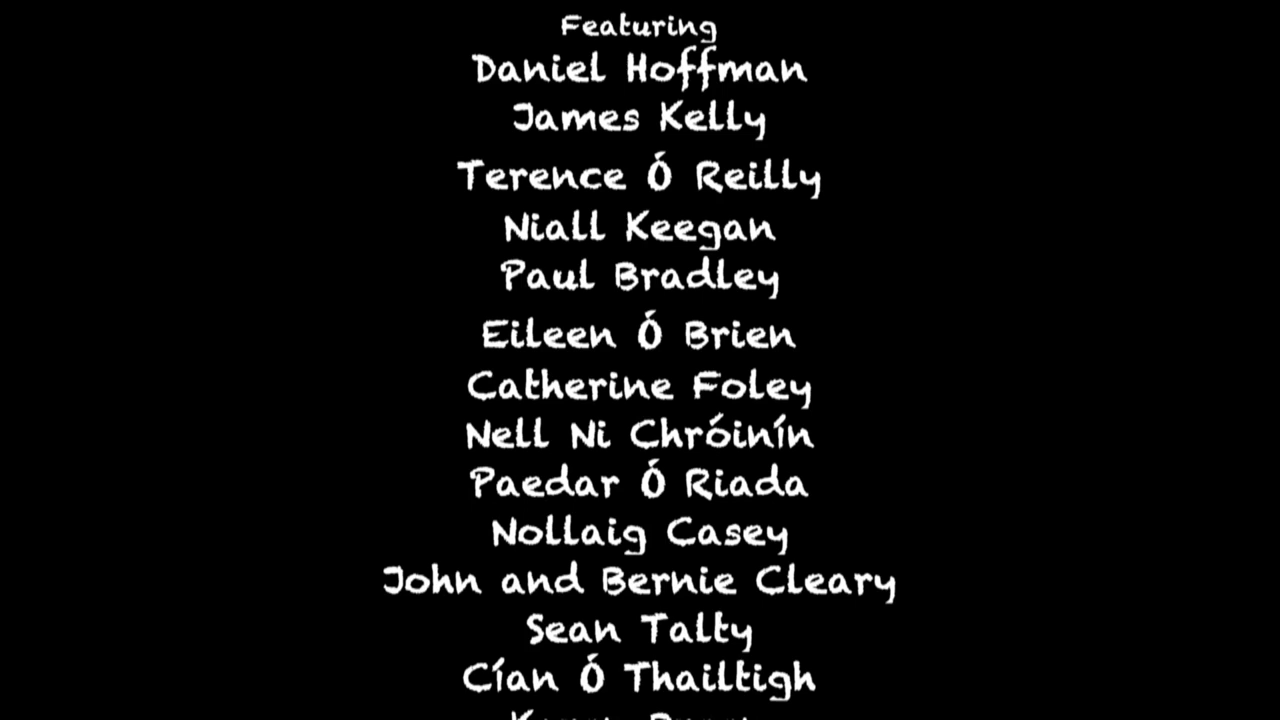 Featuring
Daniel Hoffman
James Kelly
Terence Ó Reilly
Niall Keegan
Paul Bradley
Eileen Ó Brien
Catherine Foley
Nell Ni Chróinín
Paedar Ó Riada
Nollaig Casey
John and Bernie Cleary
Sean Talty
Cían Ó Thailtigh